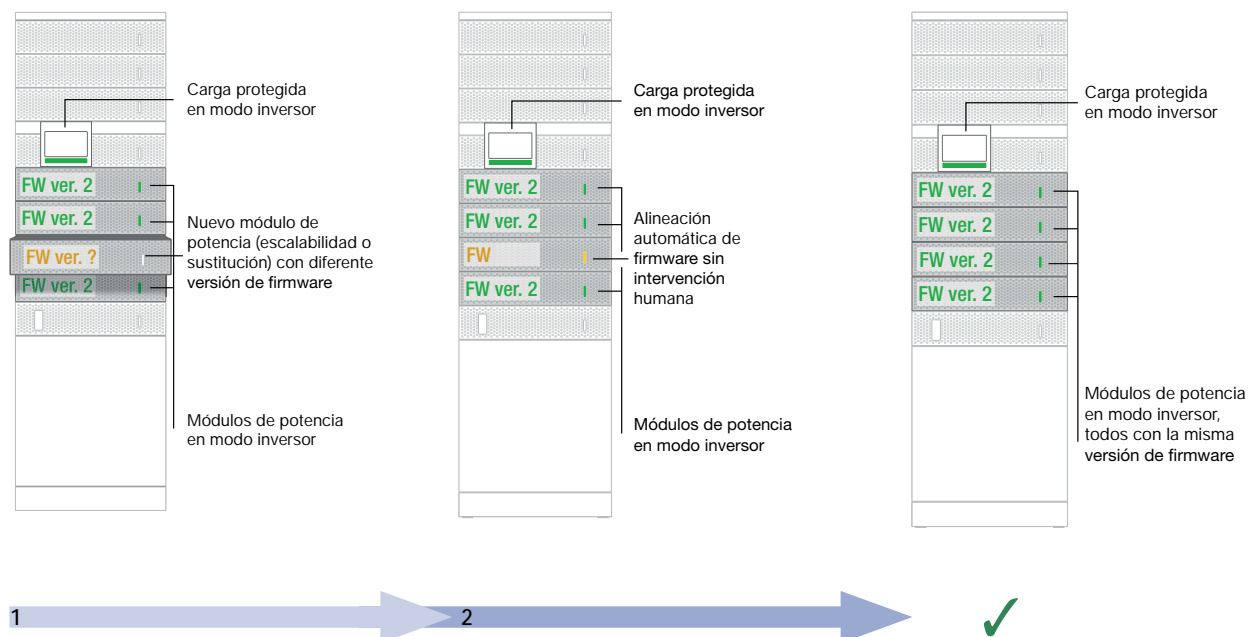 Carga protegida
en modo inversor
FW ver. 2
FW ver. 2
FW ver. ?
FW ver. 2
Nuevo módulo de
potencia (escalabilidad o
sustitución) con diferente
versión de firmware
Módulos de potencia
en modo inversor
Carga protegida
en modo inversor
FW ver. 2
FW ver. 2
FW
FW ver. 2
Alineación
automática de
firmware sin
intervención
humana
Módulos de potencia
en modo inversor
Carga protegida
en modo inversor
FW ver. 2
FW ver. 2
FW ver. 2
FW ver. 2
Módulos de potencia
en modo inversor,
todos con la misma
versión de firmware
1
2